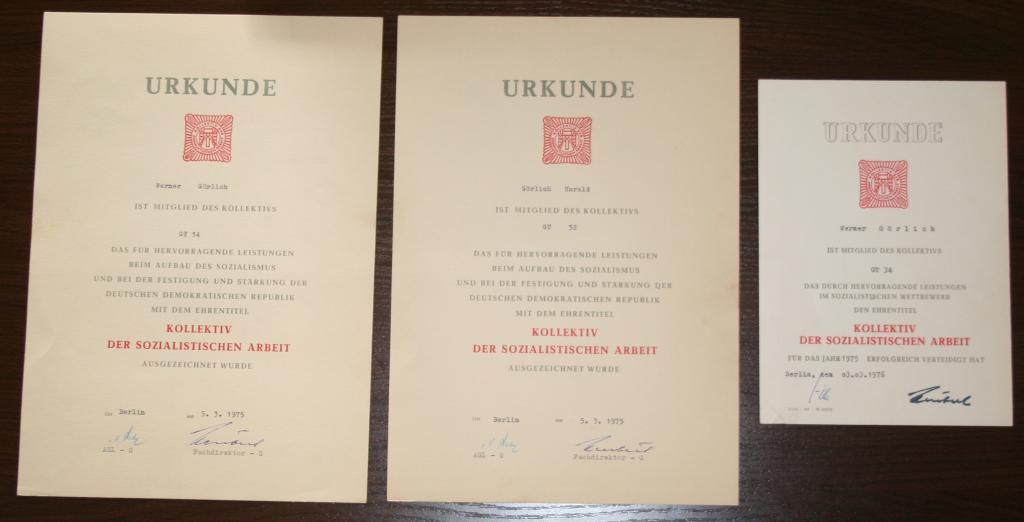 URKUNDE
Werner Görlich
IST MITGLIED DES KOLLEKTIVS
GT 34
DAS FÜR HERVORRAGENDE LEISTUNGEN
BEIM AUFBAU DES SOZIALISMUS
UND BEI DER FESTIGUNG UND STÄRKUNG DER
DEUTSCHEN DEMOKRATISCHEN REPUBLIK
MIT DEM EHRENTITEL
KOLLEKTIV
DER SOZIALISTISCHEN ARBEIT
AUSGEZEICHNET WURDE
Berlin 5. 3. 1975
AGL - G Fachdirektor - G
URKUNDE
Görlich Harald
IST MITGLIED DES KOLLEKTIVS
GT 32
DAS FÜR HERVORRAGENDE LEISTUNGEN
BEIM AUFBAU DES SOZIALISMUS
UND BEI DER FESTIGUNG UND STÄRKUNG DER
DEUTSCHEN DEMOKRATISCHEN REPUBLIK
MIT DEM EHRENTITEL
KOLLEKTIV
DER SOZIALISTISCHEN ARBEIT
AUSGEZEICHNET WURDE
Berlin 5. 3. 1975
AGL - G Fachdirektor - G
URKUNDE
Werner Görlich
IST MITGLIED DES KOLLEKTIVS
GT 34
DAS DURCH HERVORRAGENDE LEISTUNGEN
IM SOZIALISTISCHEN WETTBEWERB
DEN EHRENTITEL
KOLLEKTIV
DER SOZIALISTISCHEN ARBEIT
FÜR DAS JAHR 1975 ERFOLGREICH VERTEIDIGT HAT
Berlin, den 03.03.1976